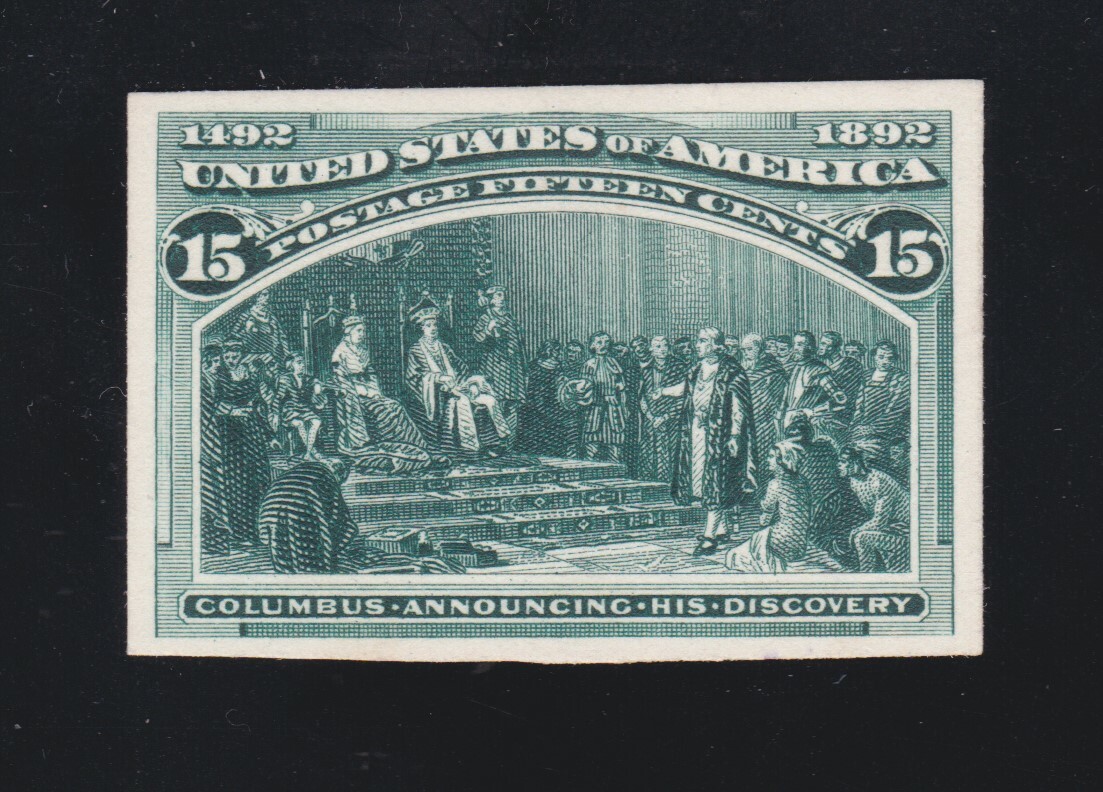 1492 1892
UNITED STATES OF AMERICA
POSTAGE FIFTEEN CENTS
15 15
COLUMBUS·ANNOUNCING·HIS·DISCOVERY